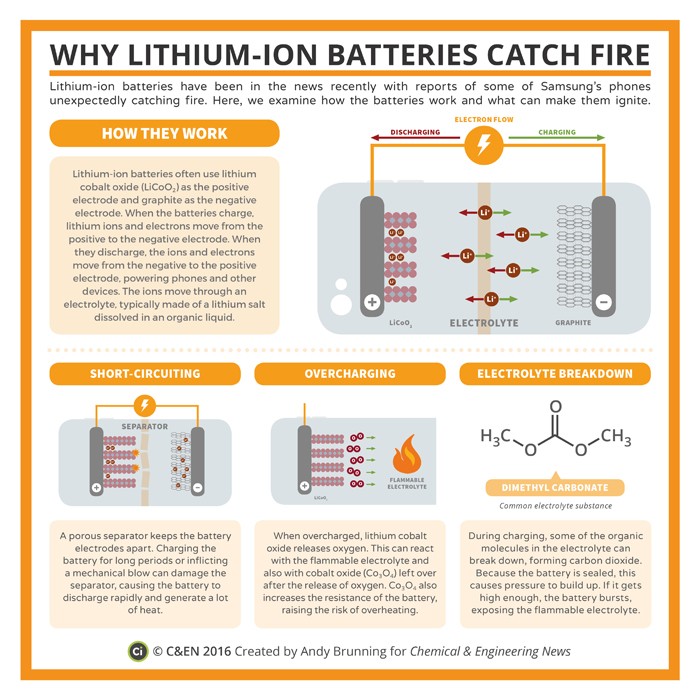 WHY LITHIUM-ION BATTERIES CATCH FIRE
Lithium-ion batteries have been in the news recently with reports of some of Samsung's phones
unexpectedly catching fire. Here, we examine how the batteries work and what can make them ignite.
HOW THEY WORK
Lithium-ion batteries often use lithium
cobalt oxide (LiCoO₂) as the positive
electrode and graphite as the negative
electrode. When the batteries charge,
lithium ions and electrons move from the
positive to the negative electrode. When
they discharge, the ions and electrons
move from the negative to the positive
electrode, powering phones and other
devices. The ions move through an
electrolyte, typically made of a lithium salt
dissolved in an organic liquid.
ELECTRON FLOW
DISCHARGING
CHARGING
Li⁺
Li⁺
Li⁺
Li⁺
Li⁺
Li⁺ Li⁺
Li⁺
Li⁺
+
−
LiCoO₂
ELECTROLYTE
GRAPHITE
SHORT-CIRCUITING
SEPARATOR
+
−
A porous separator keeps the battery
electrodes apart. Charging the
battery for long periods or inflicting
a mechanical blow can damage the
separator, causing the battery to
discharge rapidly and generate a lot
of heat.
OVERCHARGING
O O
O O
O O
O O
+
LiCoO₂
FLAMMABLE
ELECTROLYTE
When overcharged, lithium cobalt
oxide releases oxygen. This can react
with the flammable electrolyte and
also with cobalt oxide (Co₃O₄) left over
after the release of oxygen. Co₃O₄ also
increases the resistance of the battery,
raising the risk of overheating.
ELECTROLYTE BREAKDOWN
O
H₃C O O CH₃
DIMETHYL CARBONATE
Common electrolyte substance
During charging, some of the organic
molecules in the electrolyte can
break down, forming carbon dioxide.
Because the battery is sealed, this
causes pressure to build up. If it gets
high enough, the battery bursts,
exposing the flammable electrolyte.
Ci © C&EN 2016 Created by Andy Brunning for Chemical & Engineering News